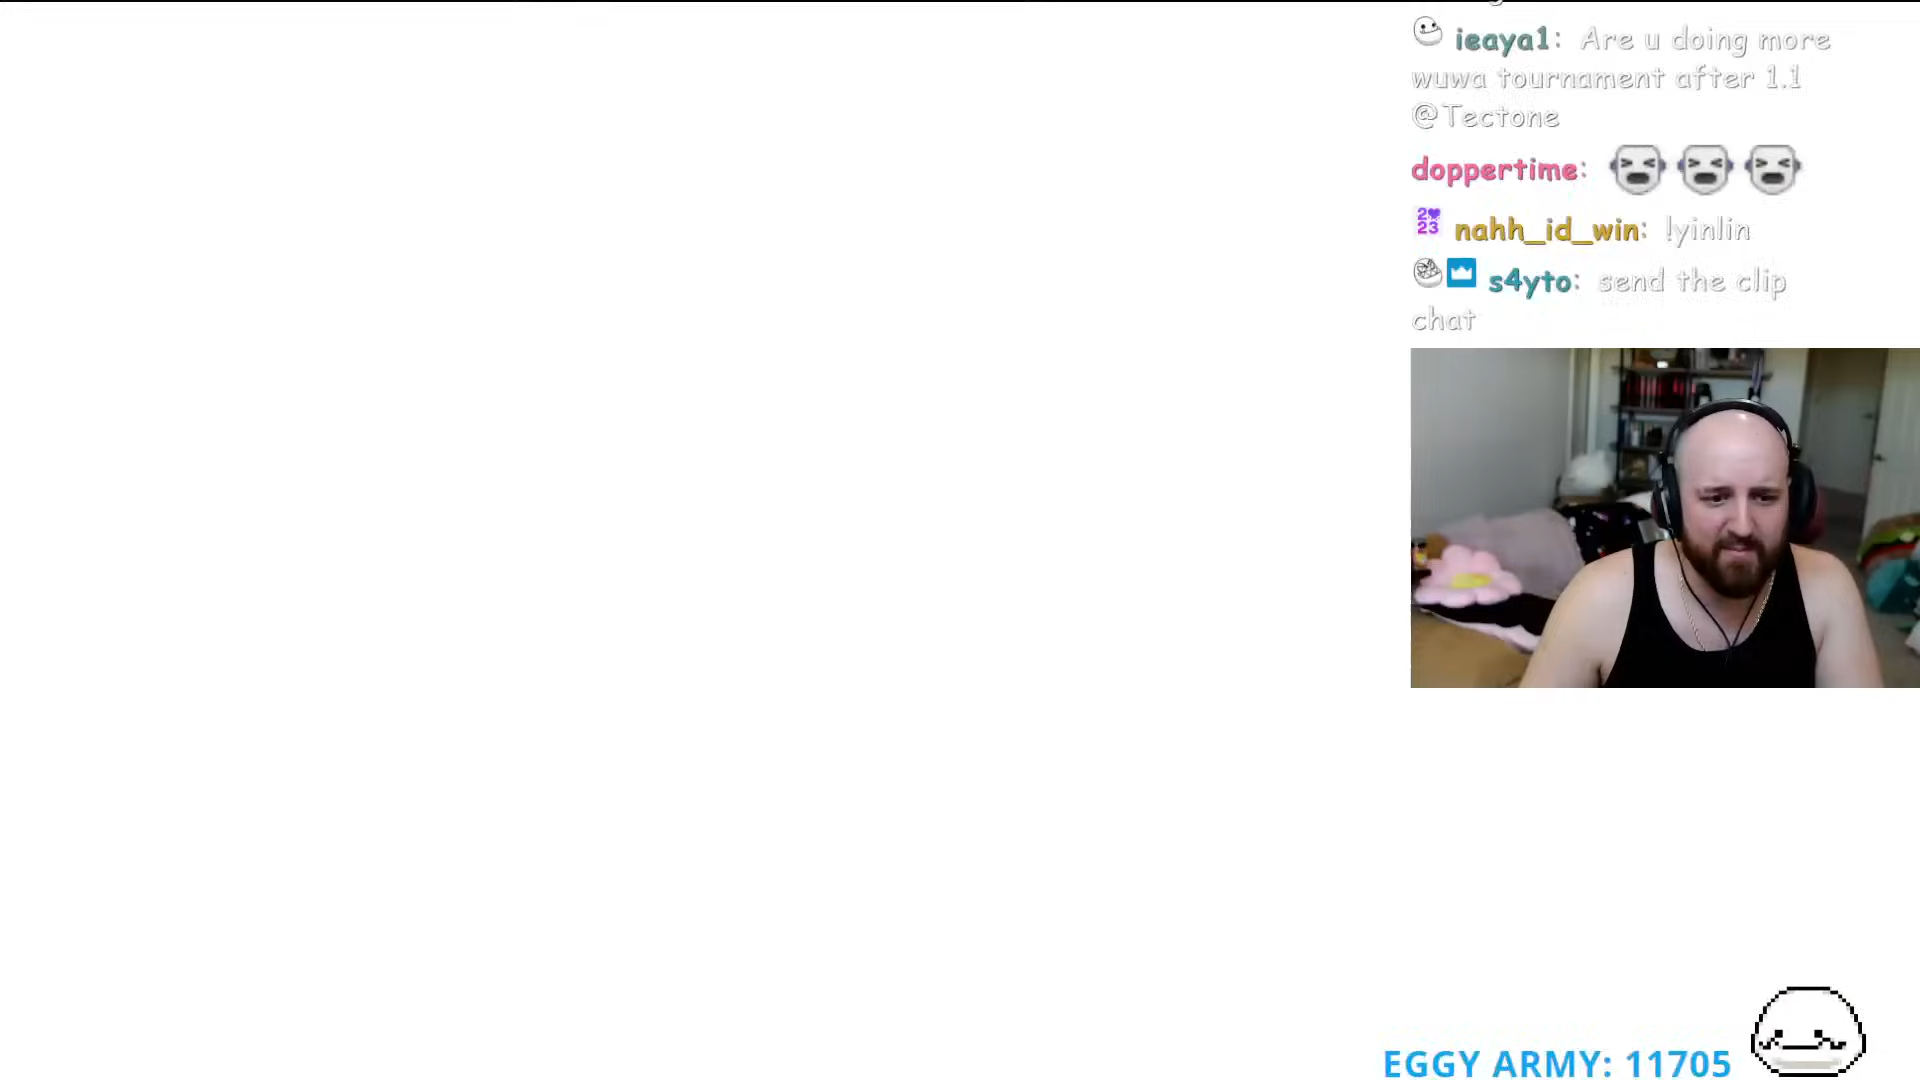 ieaya1: Are u doing more
wuwa tournament after 1.1
@Tectone
doppertime:
2023 nahh_id_win: !yinlin
s4yto: send the clip
chat
EGGY ARMY: 11705